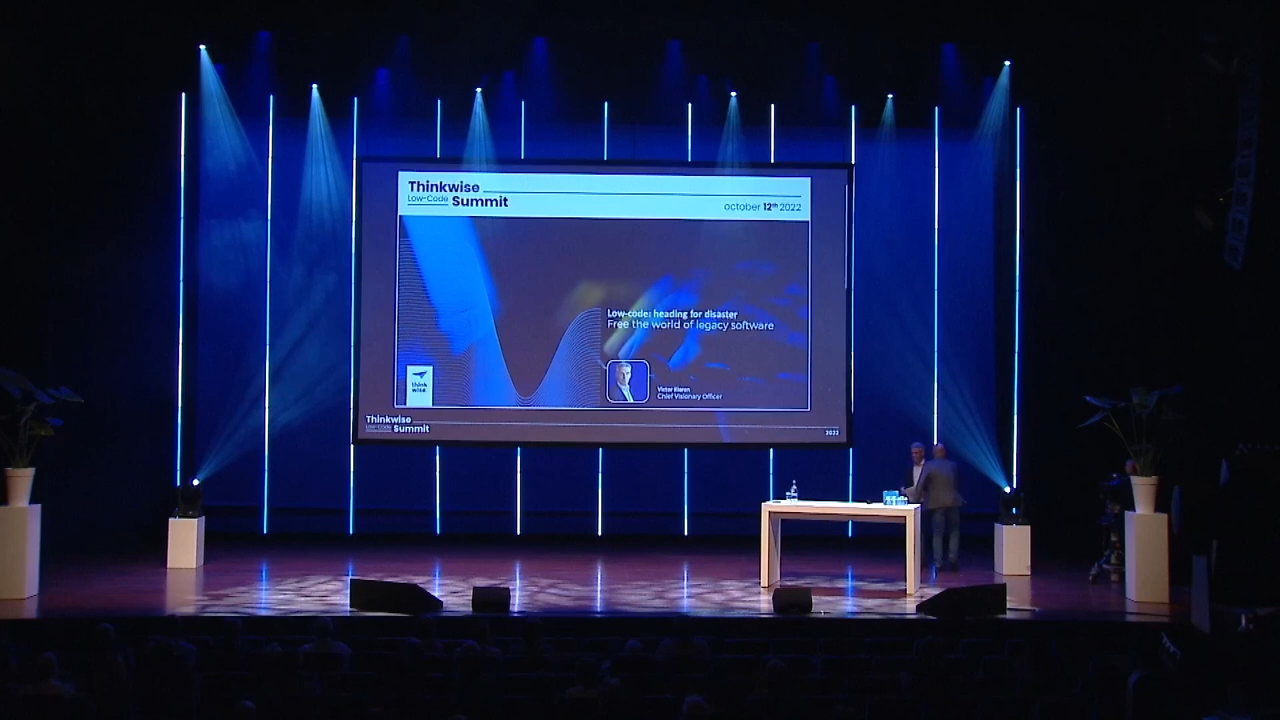 Thinkwise
Low-Code Summit
october 12th 2022
Low-code: heading for disaster
Free the world of legacy software
think
wise.
Victor Klaren
Chief Visionary Officer
Thinkwise
Low-Code Summit
2022